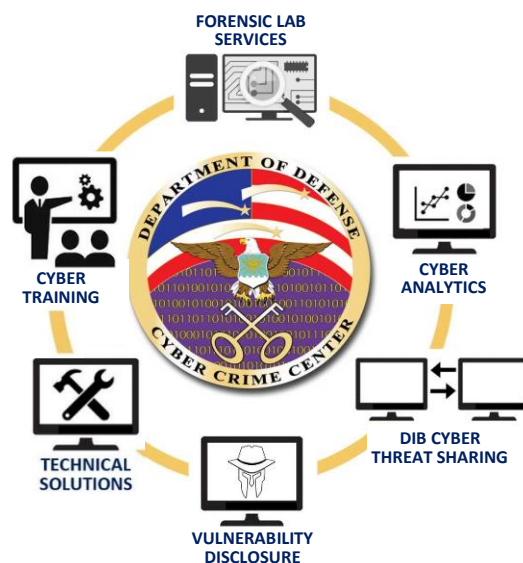 FORENSIC LAB
SERVICES
CYBER
ANALYTICS
DIB CYBER
THREAT SHARING
VULNERABILITY
DISCLOSURE
TECHNICAL
SOLUTIONS
CYBER
TRAINING
DEPARTMENT OF DEFENSE
CYBER CRIME CENTER